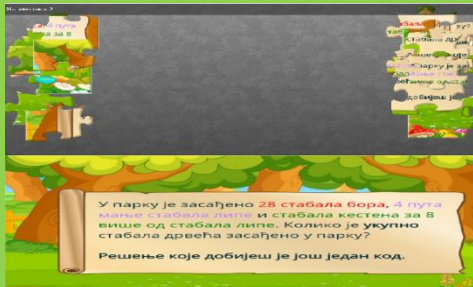 У парку је засађено 28 стабала бора, 4 пута
мање стабала липе и стабала кестена за 8
више од стабала липе. Колико је укупно
стабала дрвећа засађено у парку?
Решење које добијеш је још један код.